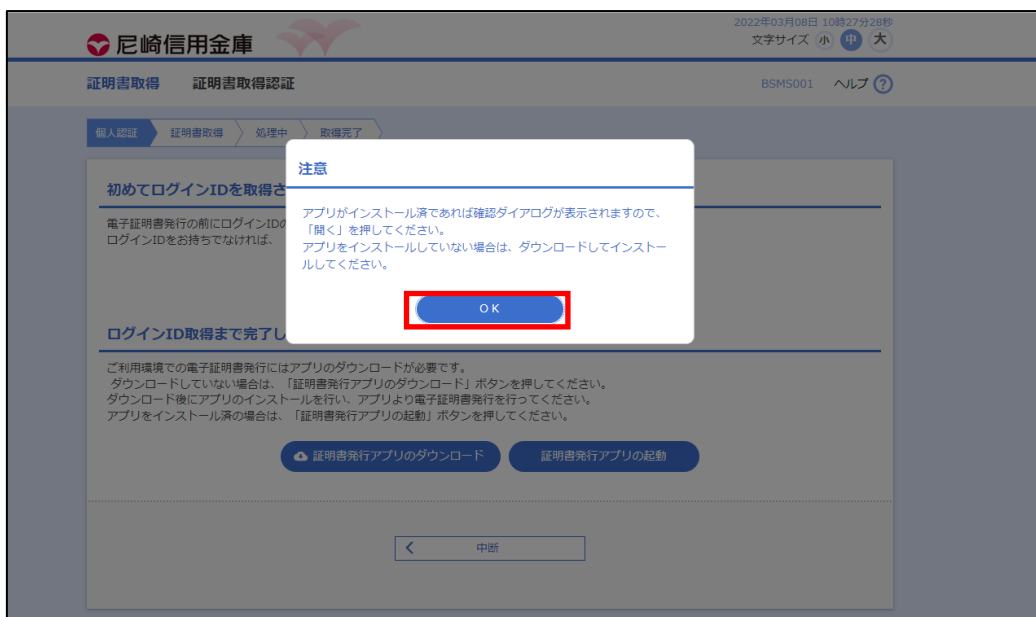 2022年03月08日 10時27分28秒
尼崎信用金庫
文字サイズ 小 中 大
証明書取得 証明書取得認証
BSMS001 ヘルプ ?
個人認証 証明書取得 処理中 取得完了
注意
初めてログインIDを取得さ
アプリがインストール済であれば確認ダイアログが表示されますので、
「開く」を押してください。
アプリをインストールしていない場合は、ダウンロードしてインストー
ルしてください。
電子証明書発行の前にログインIDの
ログインIDをお持ちでなければ、
OK
ログインID取得まで完了し
ご利用環境での電子証明書発行にはアプリのダウンロードが必要です。
ダウンロードしていない場合は、「証明書発行アプリのダウンロード」ボタンを押してください。
ダウンロード後にアプリのインストールを行い、アプリより電子証明書発行を行ってください。
アプリをインストール済の場合は、「証明書発行アプリの起動」ボタンを押してください。
証明書発行アプリのダウンロード 証明書発行アプリの起動
中断